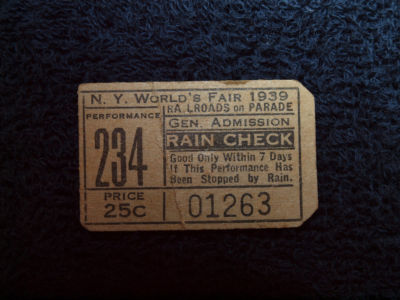 N. Y. WORLD'S FAIR 1939
RAILROADS on PARADE
PERFORMANCE
234
PRICE
25C
GEN. ADMISSION
RAIN CHECK
Good Only Within 7 Days
If This Performance Has
Been Stopped by Rain.
01263